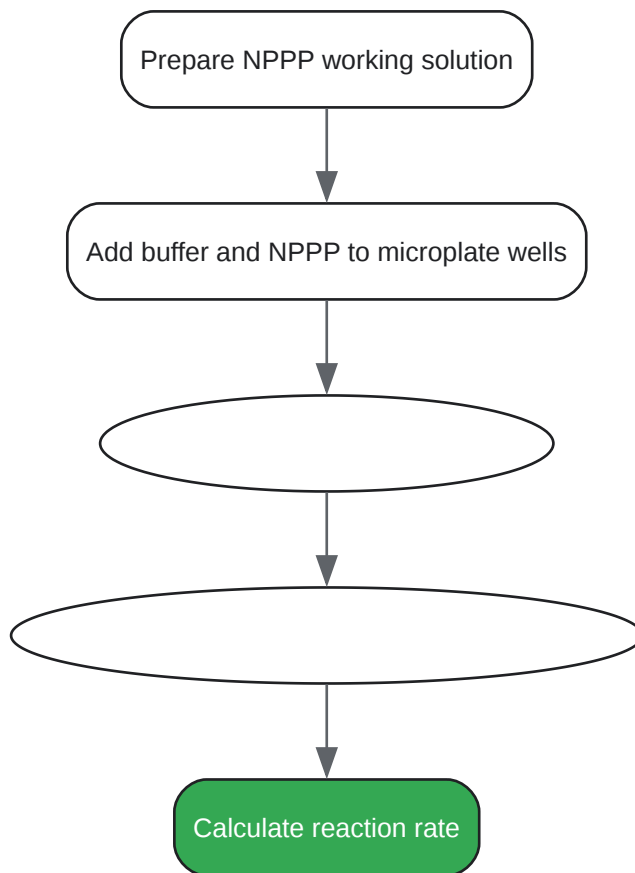 Prepare NPPP working solution
Add buffer and NPPP to microplate wells
Calculate reaction rate